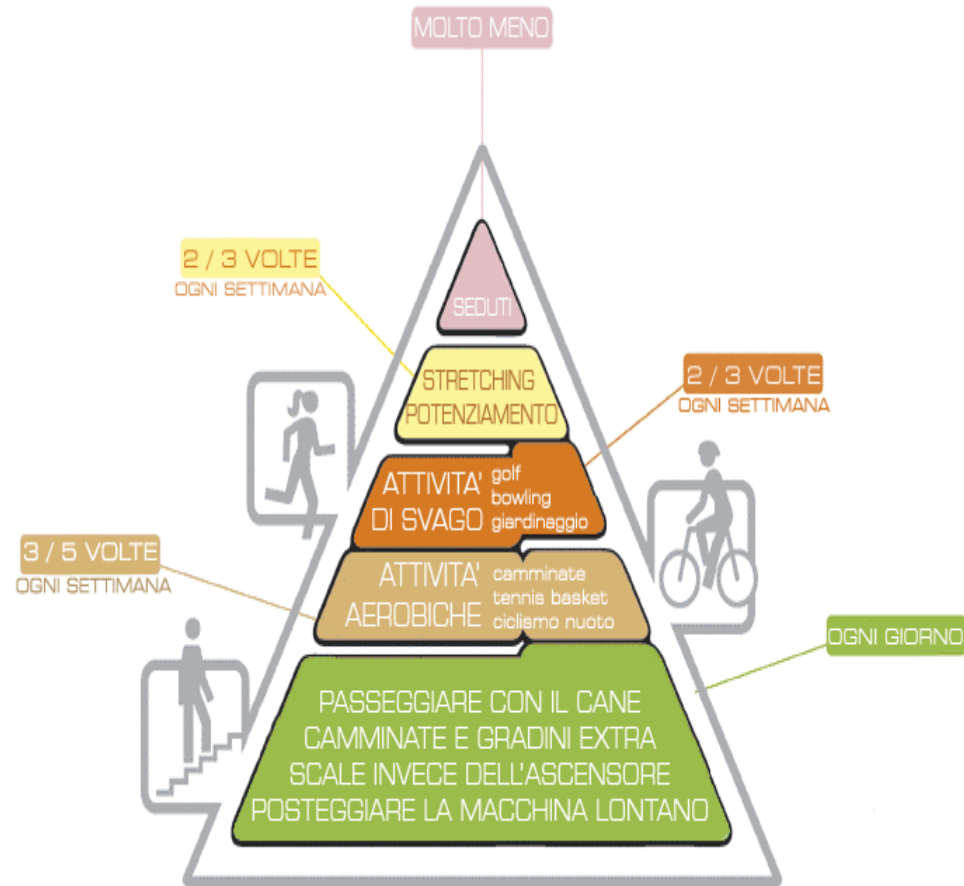 MOLTO MENO
SEDUTI
2 / 3 VOLTE
OGNI SETTIMANA
STRETCHING
POTENZIAMENTO
2 / 3 VOLTE
OGNI SETTIMANA
ATTIVITA'
DI SVAGO
golf
bowling
giardinaggio
3 / 5 VOLTE
OGNI SETTIMANA
ATTIVITA'
AEROBICHE
camminate
tennis basket
ciclismo nuoto
OGNI GIORNO
PASSEGGIARE CON IL CANE
CAMMINATE E GRADINI EXTRA
SCALE INVECE DELL'ASCENSORE
POSTEGGIARE LA MACCHINA LONTANO